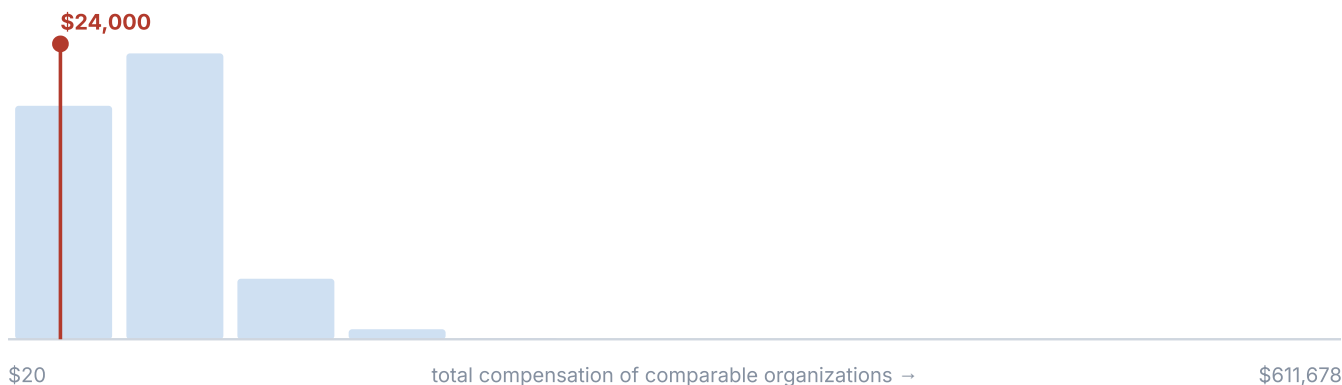 $24,000
$20 total compensation of comparable organizations → $611,678